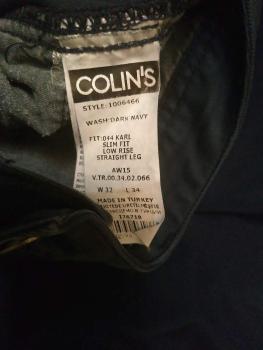 COLIN'S
STYLE: 1006466
WASH:DARK NAVY
FIT:044 KARL
SLIM FIT
LOW RISE
STRAIGHT LEG
AW15
V.TR.00.34.02.066
W 32 L 34
MADE IN TURKEY
176718